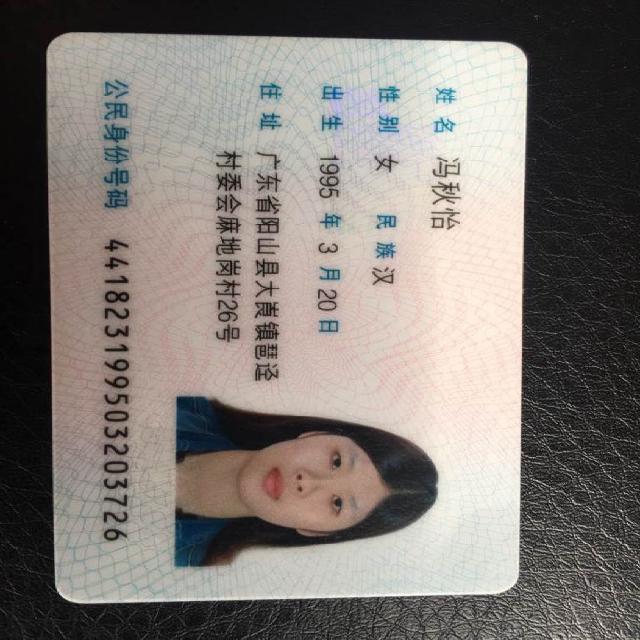 姓名 冯秋怡
性别 女 民族 汉
出生 1995 年 3 月 20 日
住址 广东省阳山县大崀镇琶迳
村委会麻地岗村26号
公民身份号码 441823199503203726